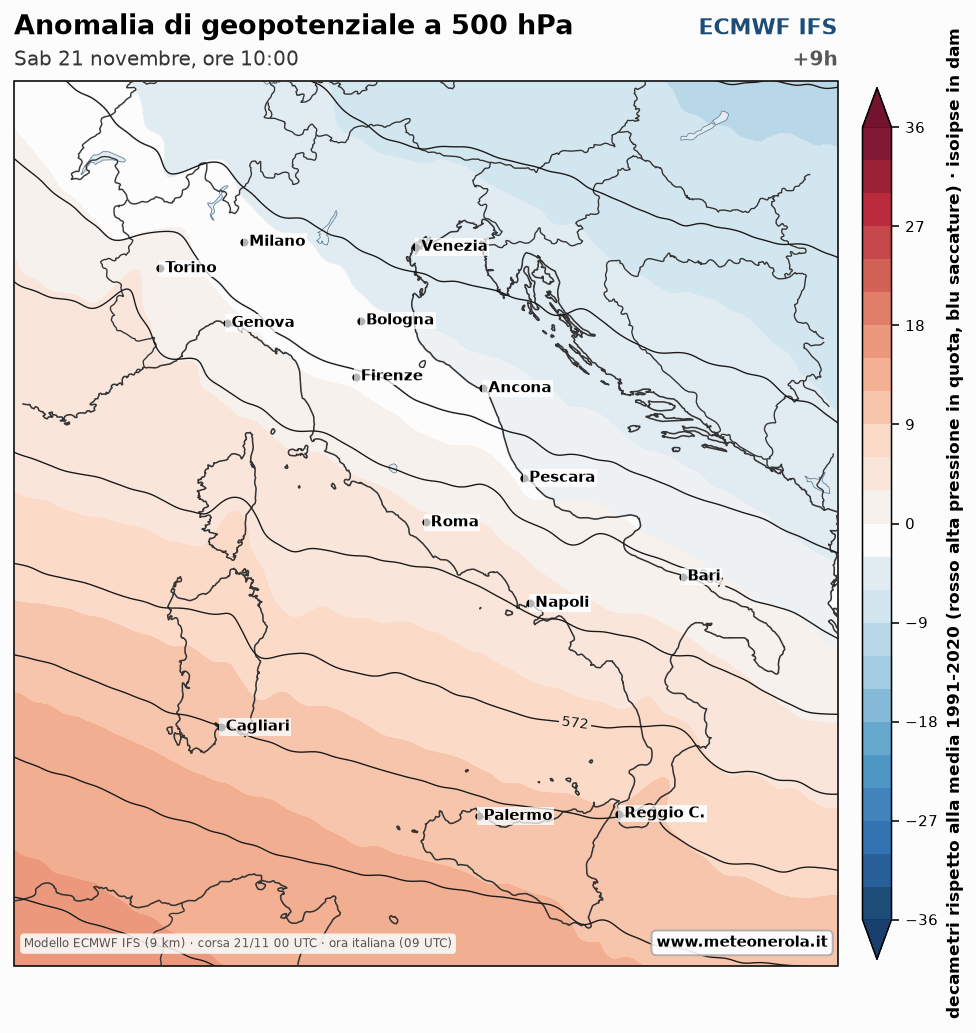 Anomalia di geopotenziale a 500 hPa
ECMWF IFS
Sab 21 novembre, ore 10:00
+9h
Milano
Venezia
Torino
Genova
Bologna
Firenze
Ancona
Pescara
Roma
Bari
Napoli
572
Cagliari
Palermo
Reggio C.
Modello ECMWF IFS (9 km) · corsa 21/11 00 UTC · ora italiana (09 UTC)
www.meteonerola.it
36
27
18
9
0
−9
−18
−27
−36
decametri rispetto alla media 1991-2020 (rosso alta pressione in quota, blu saccature) · isoipse in dam